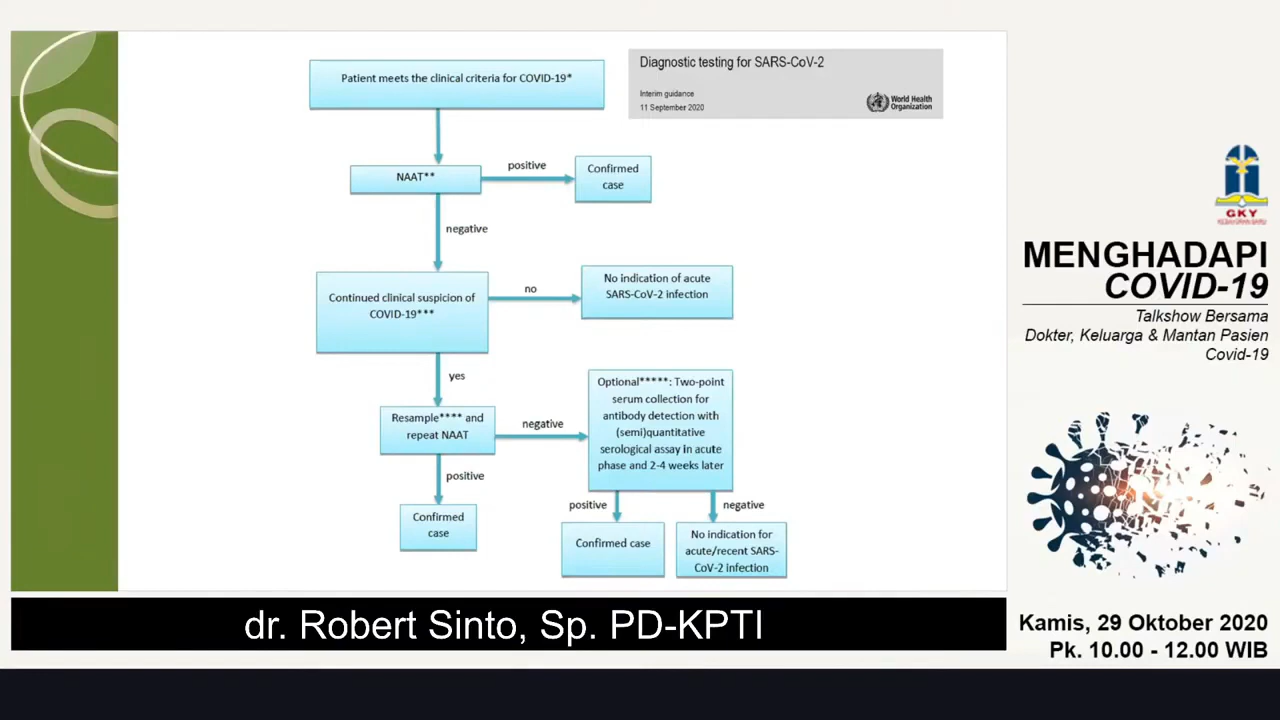 Patient meets the clinical criteria for COVID-19*
Diagnostic testing for SARS-CoV-2
Interim guidance
11 September 2020
World Health
Organization
NAAT**
positive
Confirmed
case
negative
Continued clinical suspicion of
COVID-19***
no
No indication of acute
SARS-CoV-2 infection
yes
Resample**** and
repeat NAAT
negative
Optional*****: Two-point
serum collection for
antibody detection with
(semi)quantitative
serological assay in acute
phase and 2-4 weeks later
positive
Confirmed
case
positive
Confirmed case
negative
No indication for
acute/recent SARS-
CoV-2 infection
GKY
MENGHADAPI
COVID-19
Talkshow Bersama
Dokter, Keluarga & Mantan Pasien
Covid-19
Kamis, 29 Oktober 2020
Pk. 10.00 - 12.00 WIB
dr. Robert Sinto, Sp. PD-KPTI